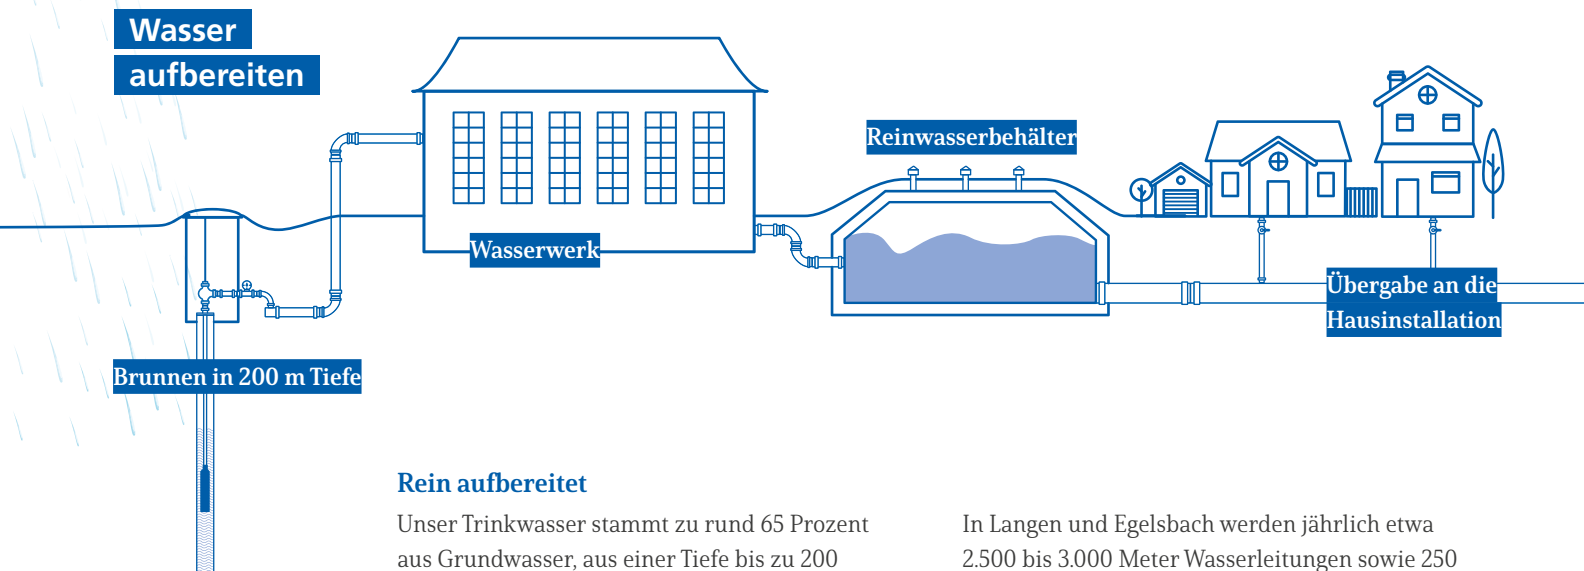 Wasser
aufbereiten
Reinwasserbehälter
Wasserwerk
Übergabe an die
Hausinstallation
Brunnen in 200 m Tiefe
Rein aufbereitet
Unser Trinkwasser stammt zu rund 65 Prozent
aus Grundwasser, aus einer Tiefe bis zu 200
In Langen und Egelsbach werden jährlich etwa
2.500 bis 3.000 Meter Wasserleitungen sowie 250